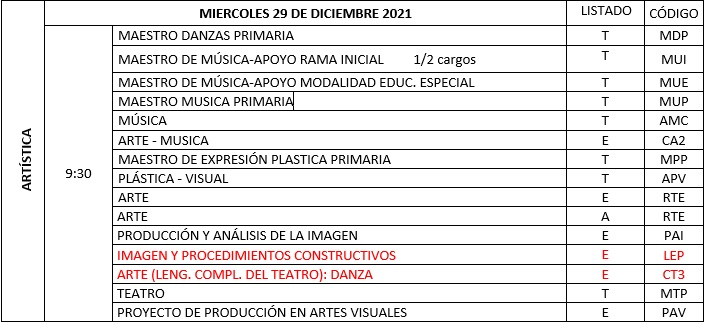 MIERCOLES 29 DE DICIEMBRE 2021 LISTADO CÓDIGO
ARTÍSTICA
9:30
MAESTRO DANZAS PRIMARIA T MDP
MAESTRO DE MÚSICA-APOYO RAMA INICIAL 1/2 cargos T MUI
MAESTRO DE MÚSICA-APOYO MODALIDAD EDUC. ESPECIAL T MUE
MAESTRO MUSICA PRIMARIA T MUP
MÚSICA T AMC
ARTE - MUSICA E CA2
MAESTRO DE EXPRESIÓN PLASTICA PRIMARIA T MPP
PLÁSTICA - VISUAL T APV
ARTE E RTE
ARTE A RTE
PRODUCCIÓN Y ANÁLISIS DE LA IMAGEN E PAI
IMAGEN Y PROCEDIMIENTOS CONSTRUCTIVOS E LEP
ARTE (LENG. COMPL. DEL TEATRO): DANZA E CT3
TEATRO T MTP
PROYECTO DE PRODUCCIÓN EN ARTES VISUALES E PAV